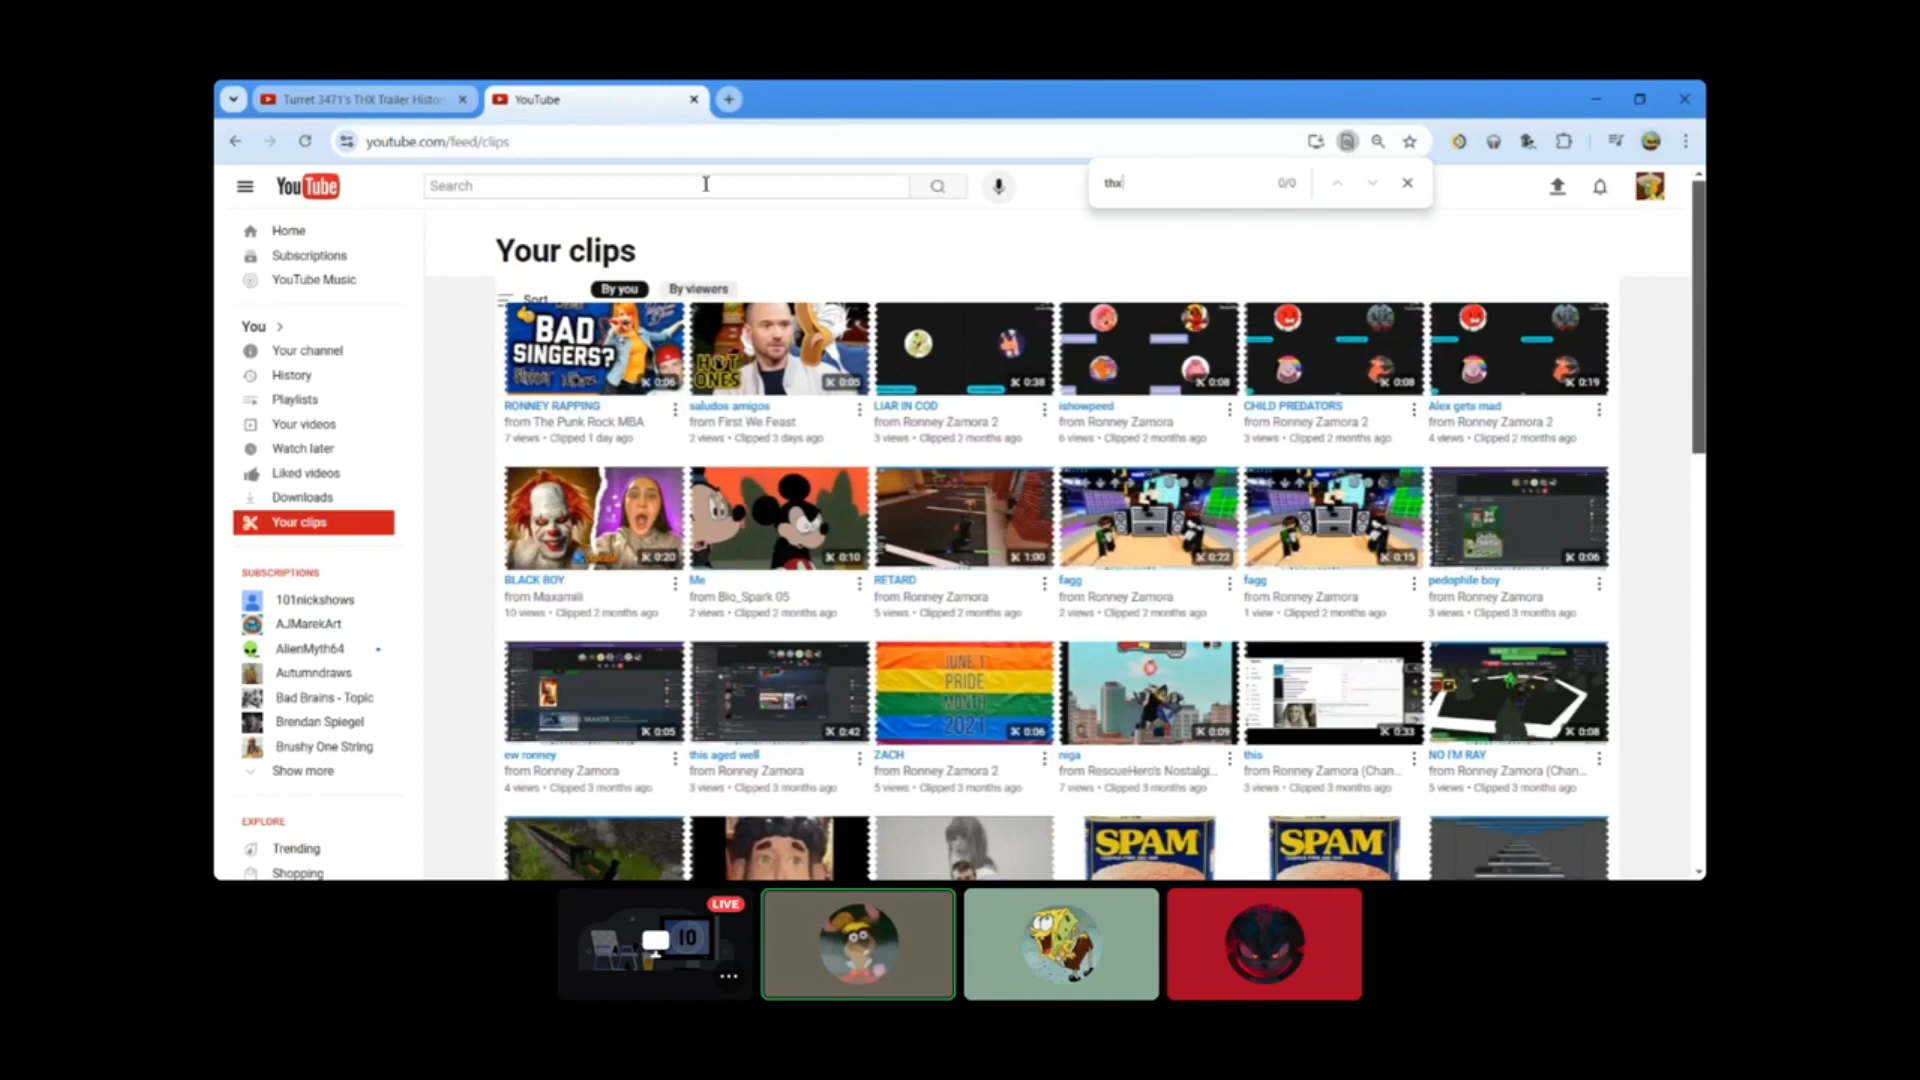 Turret 3471's THX Trailer Histor
YouTube
youtube.com/feed/clips
YouTube
Search
thx
0/0
Home
Subscriptions
YouTube Music
You
Your channel
History
Playlists
Your videos
Watch later
Liked videos
Downloads
Your clips
SUBSCRIPTIONS
101nickshows
AJMarekArt
AlienMyth64
Autumndraws
Bad Brains - Topic
Brendan Spiegel
Brushy One String
Show more
EXPLORE
Trending
Shopping
Your clips
Sort
By you
By viewers
BAD
SINGERS?
0:06
HOT
ONES
0:05
0:38
0:08
0:08
0:19
RONNEY RAPPING
from The Punk Rock MBA
7 views • Clipped 1 day ago
saludos amigos
from First We Feast
2 views • Clipped 3 days ago
LIAR IN COD
from Ronney Zamora 2
3 views • Clipped 2 months ago
ishowpeed
from Ronney Zamora
6 views • Clipped 2 months ago
CHILD PREDATORS
from Ronney Zamora 2
3 views • Clipped 2 months ago
Alex gets mad
from Ronney Zamora 2
4 views • Clipped 2 months ago
0:20
0:10
1:00
0:22
0:15
0:06
BLACK BOY
from Maxamili
10 views • Clipped 2 months ago
Me
from Bio_Spark 05
2 views • Clipped 2 months ago
RETARD
from Ronney Zamora
5 views • Clipped 2 months ago
fagg
from Ronney Zamora
2 views • Clipped 2 months ago
fagg
from Ronney Zamora
1 view • Clipped 2 months ago
pedophile boy
from Ronney Zamora
3 views • Clipped 3 months ago
0:05
0:42
JUNE 1
PRIDE
MONTH
2021
0:06
0:09
0:33
0:08
ew ronney
from Ronney Zamora
4 views • Clipped 3 months ago
this aged well
from Ronney Zamora
3 views • Clipped 3 months ago
ZACH
from Ronney Zamora 2
5 views • Clipped 3 months ago
niga
from RescueHero's Nostalgi...
7 views • Clipped 3 months ago
this
from Ronney Zamora (Chan...
3 views • Clipped 3 months ago
NO I'M RAY
from Ronney Zamora (Chan...
5 views • Clipped 3 months ago
SPAM
SPAM
LIVE
10